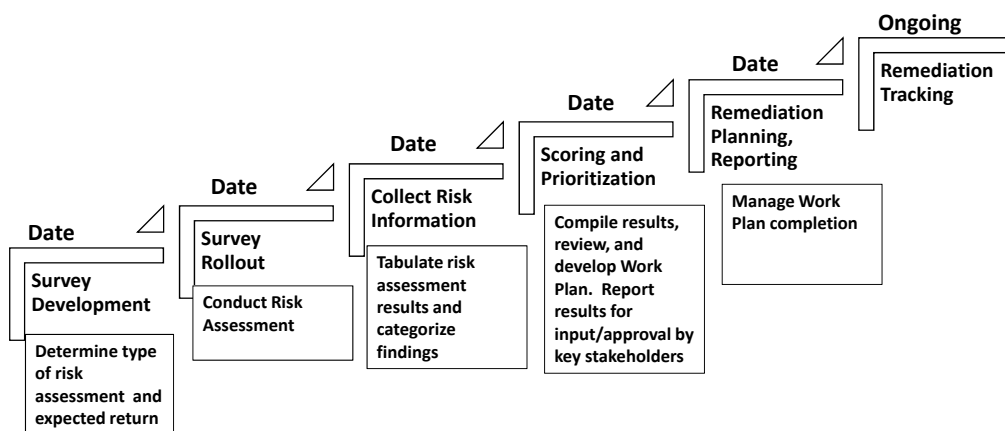 Date
Survey
Development
Determine type
of risk
assessment and
expected return
Date
Survey
Rollout
Conduct Risk
Assessment
Date
Collect Risk
Information
Tabulate risk
assessment
results and
categorize
findings
Date
Scoring and
Prioritization
Compile results,
review, and
develop Work
Plan. Report
results for
input/approval by
key stakeholders
Date
Remediation
Planning,
Reporting
Manage Work
Plan completion
Ongoing
Remediation
Tracking